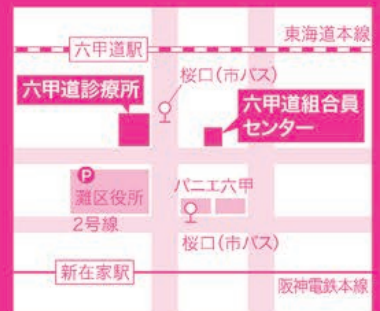 東海道本線
六甲道駅
桜口(市バス)
六甲道診療所
六甲道組合員
センター
P
灘区役所
パニエ六甲
2号線
桜口(市バス)
新在家駅
阪神電鉄本線